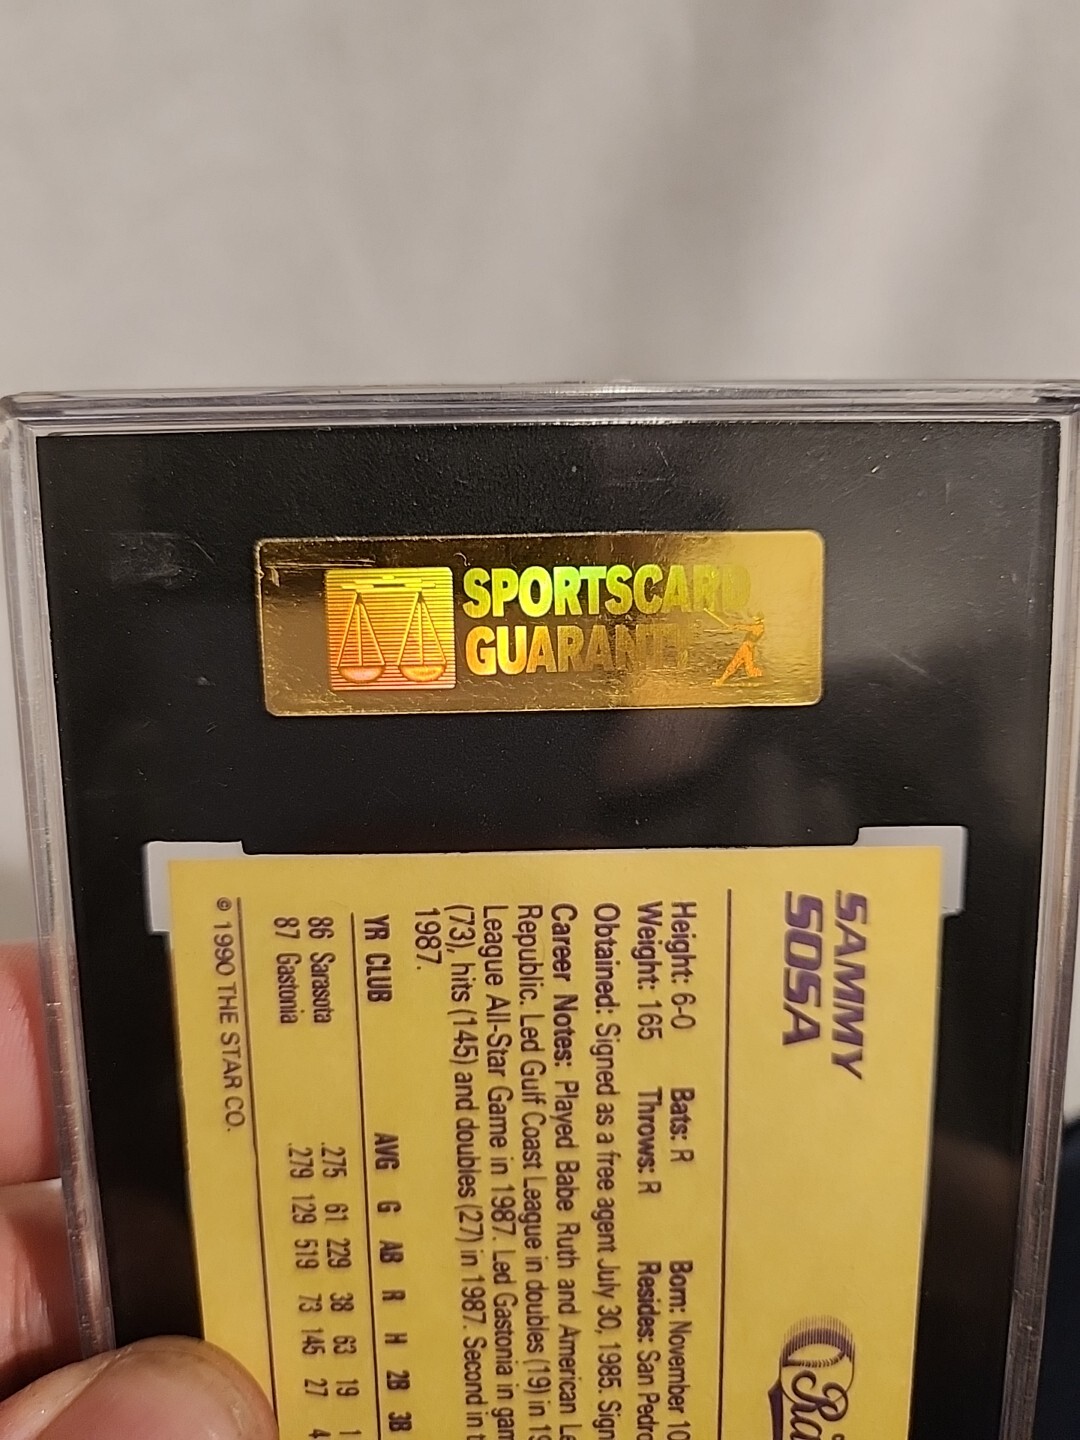 SPORTSCARD
GUARANTEE
SAMMY
SOSA
Height: 6-0 Bats: R Born: November 10
Weight: 165 Throws: R Resides: San Pedro
Obtained: Signed as a free agent July 30, 1985. Sign
Career Notes: Played Babe Ruth and American Le
Republic. Led Gulf Coast League in doubles (19) in 19
League All-Star Game in 1987. Led Gastonia in gam
(73), hits (145) and doubles (27) in 1987. Second in t
1987.
YR CLUB AVG G AB R H 2B 3B
86 Sarasota .275 61 229 38 63 19 1
87 Gastonia .279 129 519 73 145 27 4
© 1990 THE STAR CO.